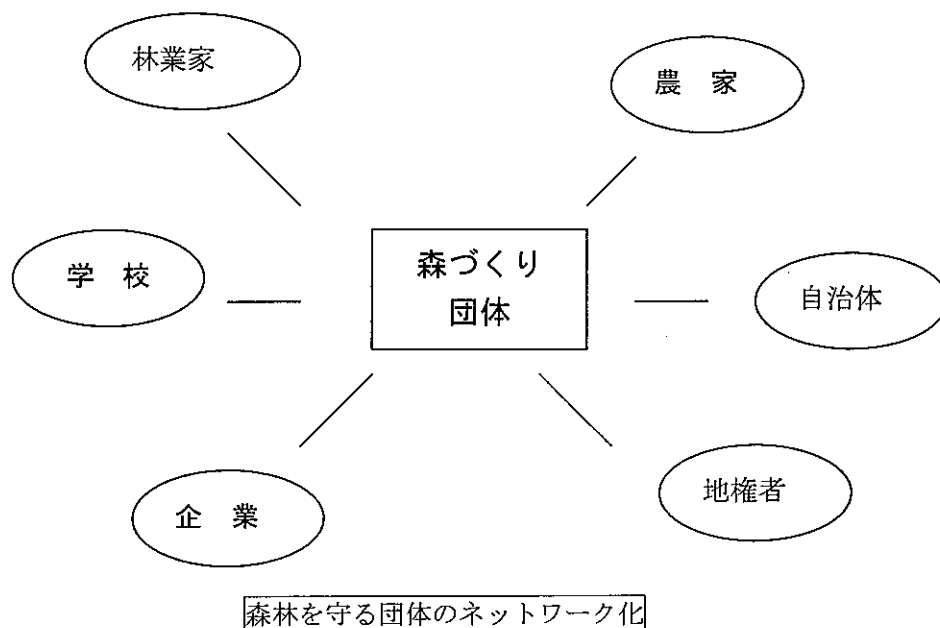 林業家
農　家
学　校
森づくり
団体
自治体
企　業
地権者
森林を守る団体のネットワーク化